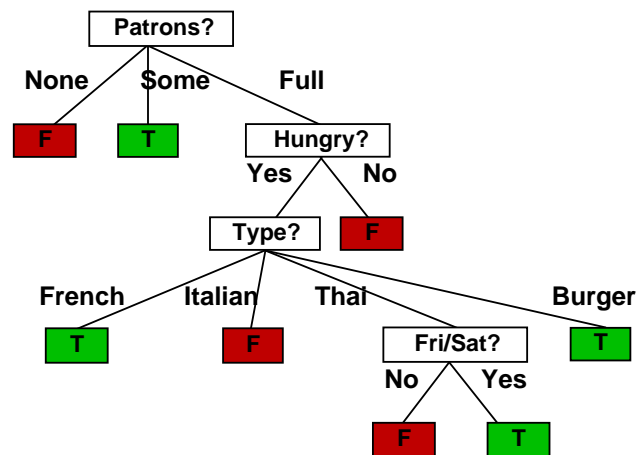 Patrons?
None Some Full
F T Hungry?
Yes No
Type? F
French Italian Thai Burger
T F Fri/Sat? T
No Yes
F T